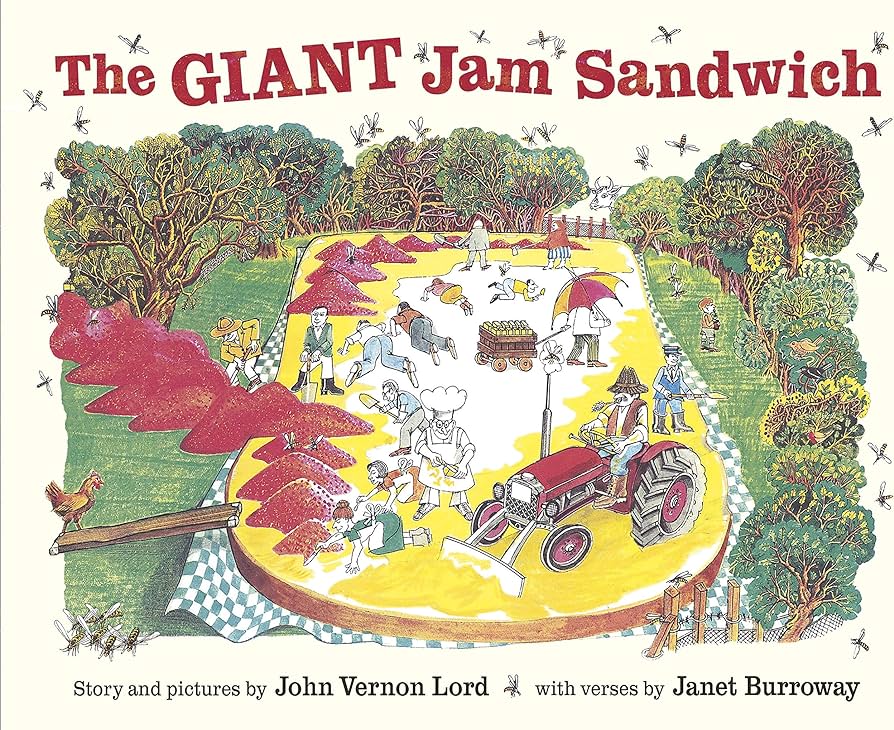 The GIANT Jam Sandwich
Story and pictures by John Vernon Lord with verses by Janet Burroway